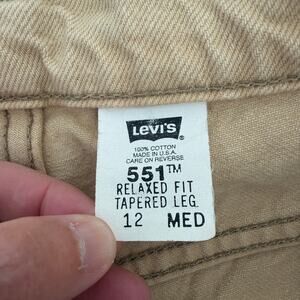 LEVI'S®
100% COTTON
MADE IN U.S.A.
CARE ON REVERSE
551™
RELAXED FIT
TAPERED LEG
12 MED